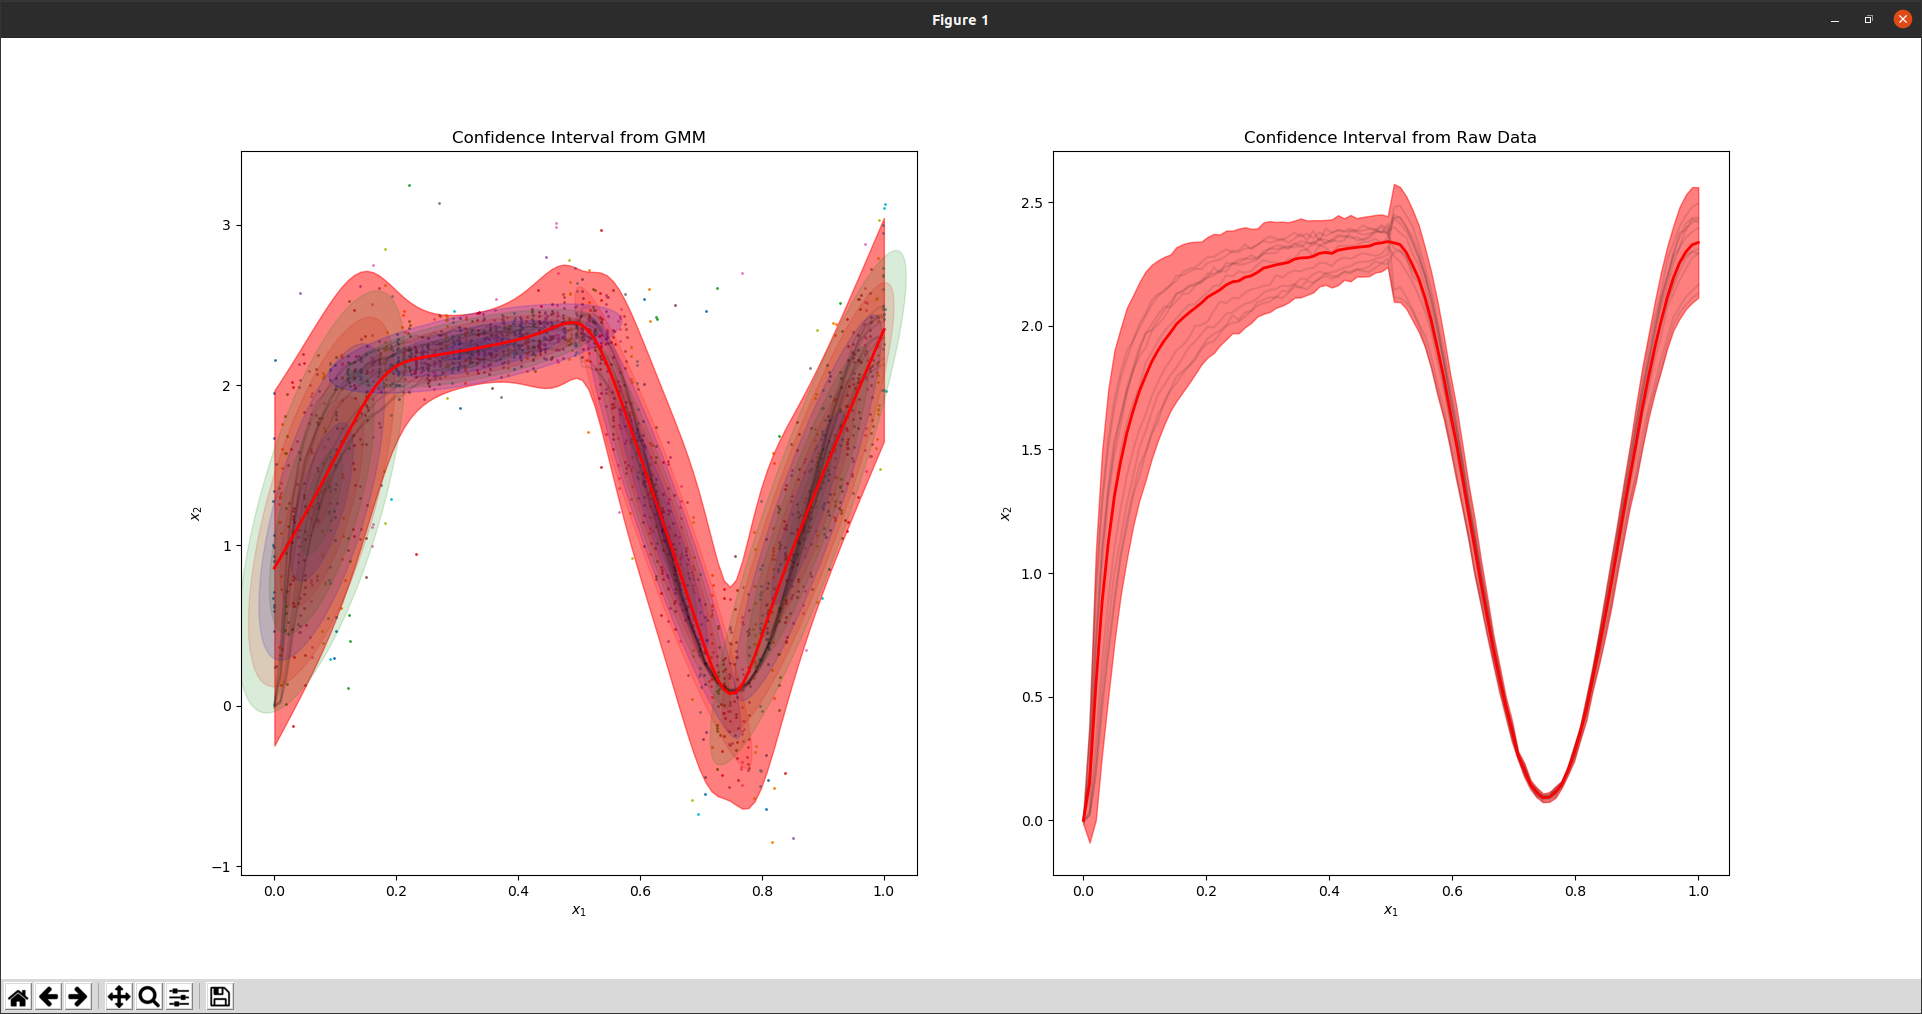 Figure 1
Confidence Interval from GMM
3
2
1
0
−1
x₂
0.0 0.2 0.4 0.6 0.8 1.0
x₁
Confidence Interval from Raw Data
2.5
2.0
1.5
1.0
0.5
0.0
x₂
0.0 0.2 0.4 0.6 0.8 1.0
x₁